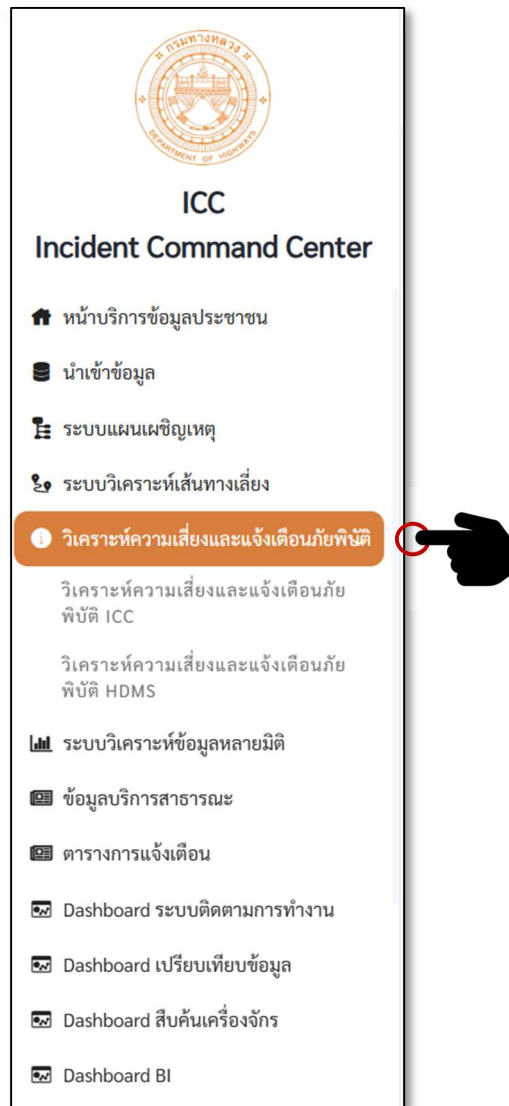 กรมทางหลวง
DEPARTMENT OF HIGHWAYS
ICC
Incident Command Center
หน้าบริการข้อมูลประชาชน
นำเข้าข้อมูล
ระบบแผนเผชิญเหตุ
ระบบวิเคราะห์เส้นทางเลี่ยง
วิเคราะห์ความเสี่ยงและแจ้งเตือนภัยพิบัติ
วิเคราะห์ความเสี่ยงและแจ้งเตือนภัย
พิบัติ ICC
วิเคราะห์ความเสี่ยงและแจ้งเตือนภัย
พิบัติ HDMS
ระบบวิเคราะห์ข้อมูลหลายมิติ
ข้อมูลบริการสาธารณะ
ตารางการแจ้งเตือน
Dashboard ระบบติดตามการทำงาน
Dashboard เปรียบเทียบข้อมูล
Dashboard สืบค้นเครื่องจักร
Dashboard BI